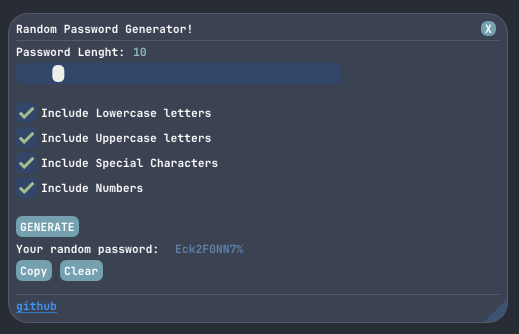 Random Password Generator!
X
Password Lenght: 10
Include Lowercase letters
Include Uppercase letters
Include Special Characters
Include Numbers
GENERATE
Your random password: Eck2F0NN7%
Copy Clear
github